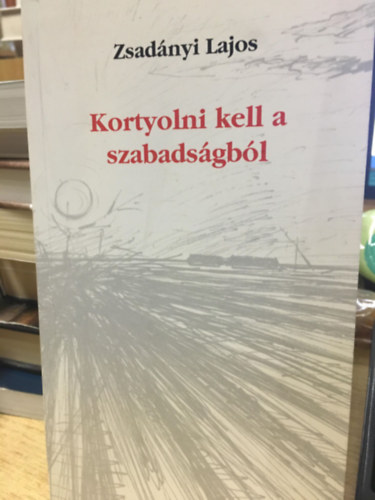 Zsadányi Lajos
Kortyolni kell a
szabadságból